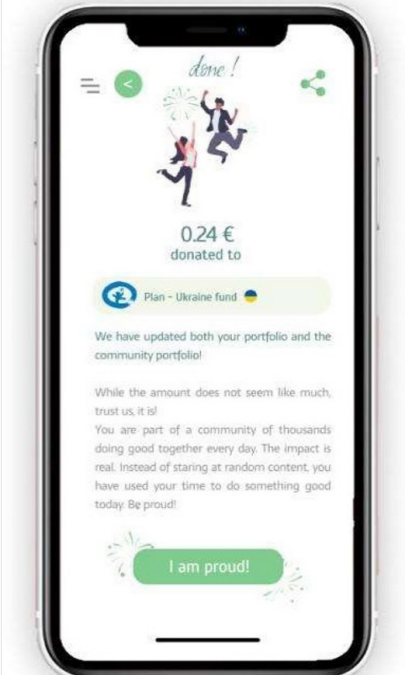 done !
<
0.24 €
donated to
Plan - Ukraine fund
We have updated both your portfolio and the
community portfolio!
While the amount does not seem like much,
trust us, it is!
You are part of a community of thousands
doing good together every day. The impact is
real. Instead of staring at random content, you
have used your time to do something good
today. Be proud!
I am proud!